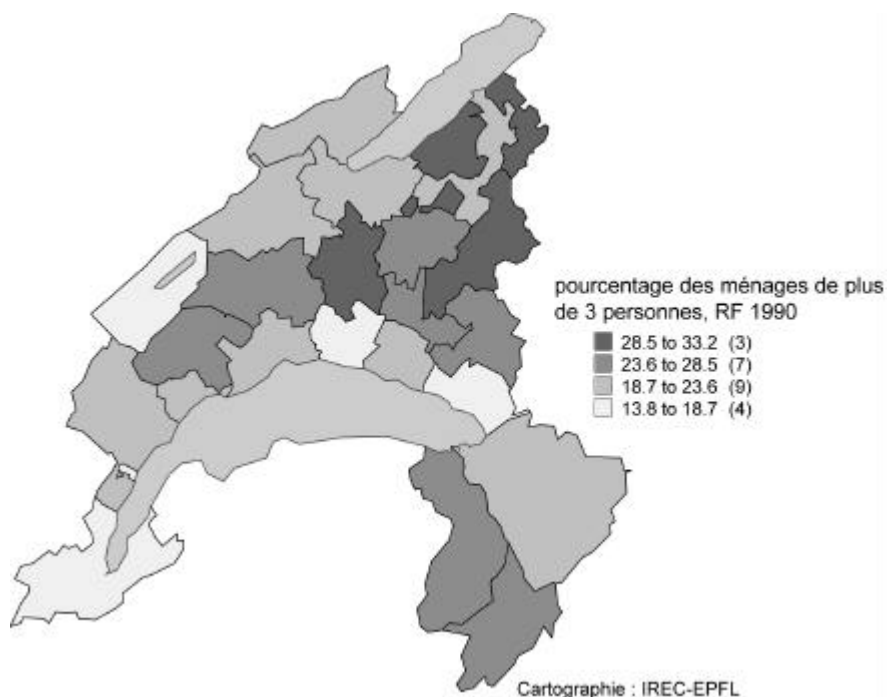 pourcentage des ménages de plus
de 3 personnes, RF 1990
28.5 to 33.2 (3)
23.6 to 28.5 (7)
18.7 to 23.6 (9)
13.8 to 18.7 (4)
Cartographie : IREC-EPFL